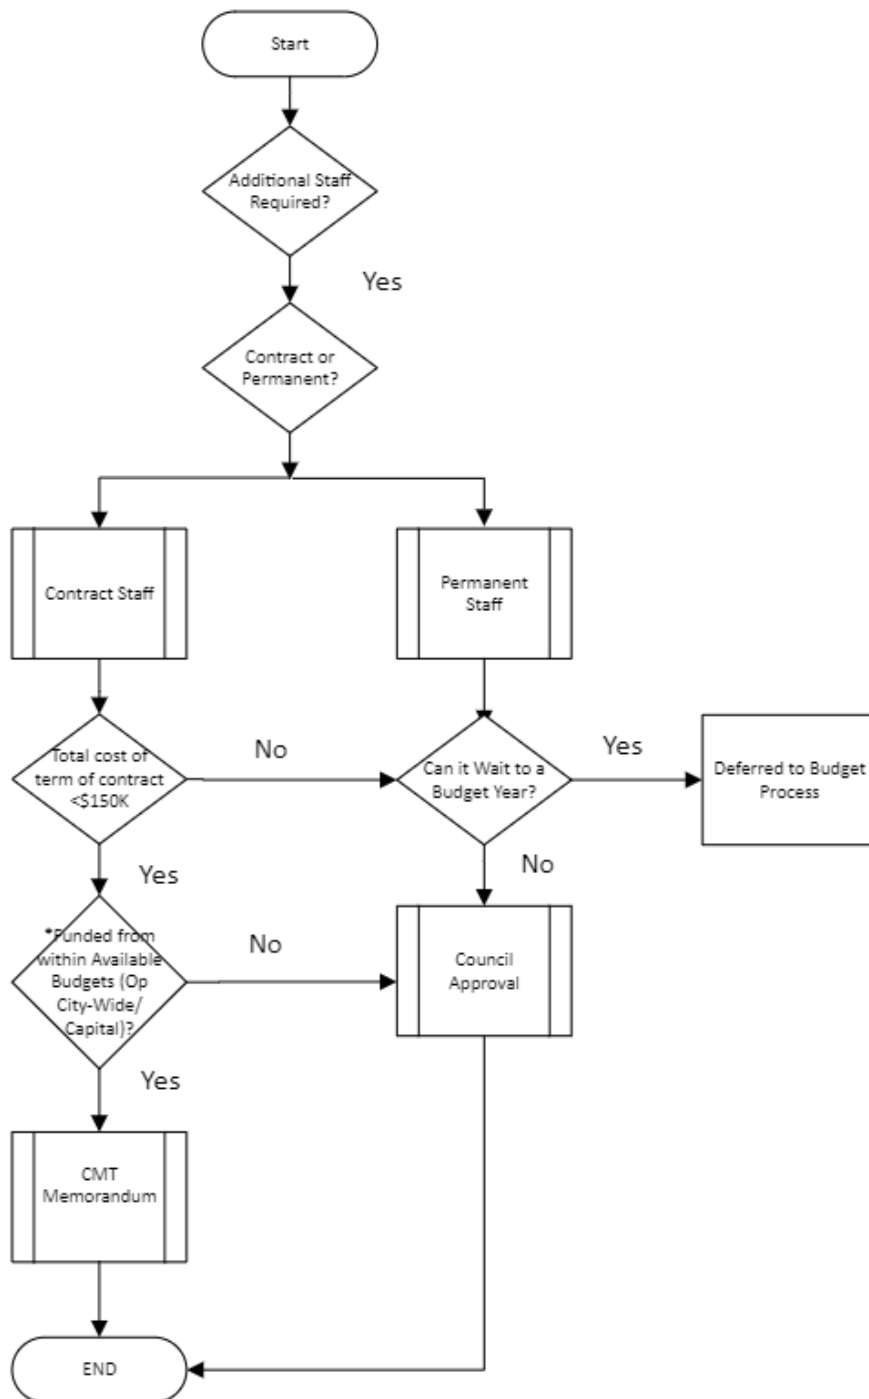 Start
Additional Staff
Required?
Yes
Contract or
Permanent?
Contract Staff
Permanent
Staff
Total cost of
term of contract
<$150K
No
Can it Wait to a
Budget Year?
Yes
Deferred to Budget
Process
Yes
No
*Funded from
within Available
Budgets (Op
City-Wide/
Capital)?
No
Council
Approval
Yes
CMT
Memorandum
END